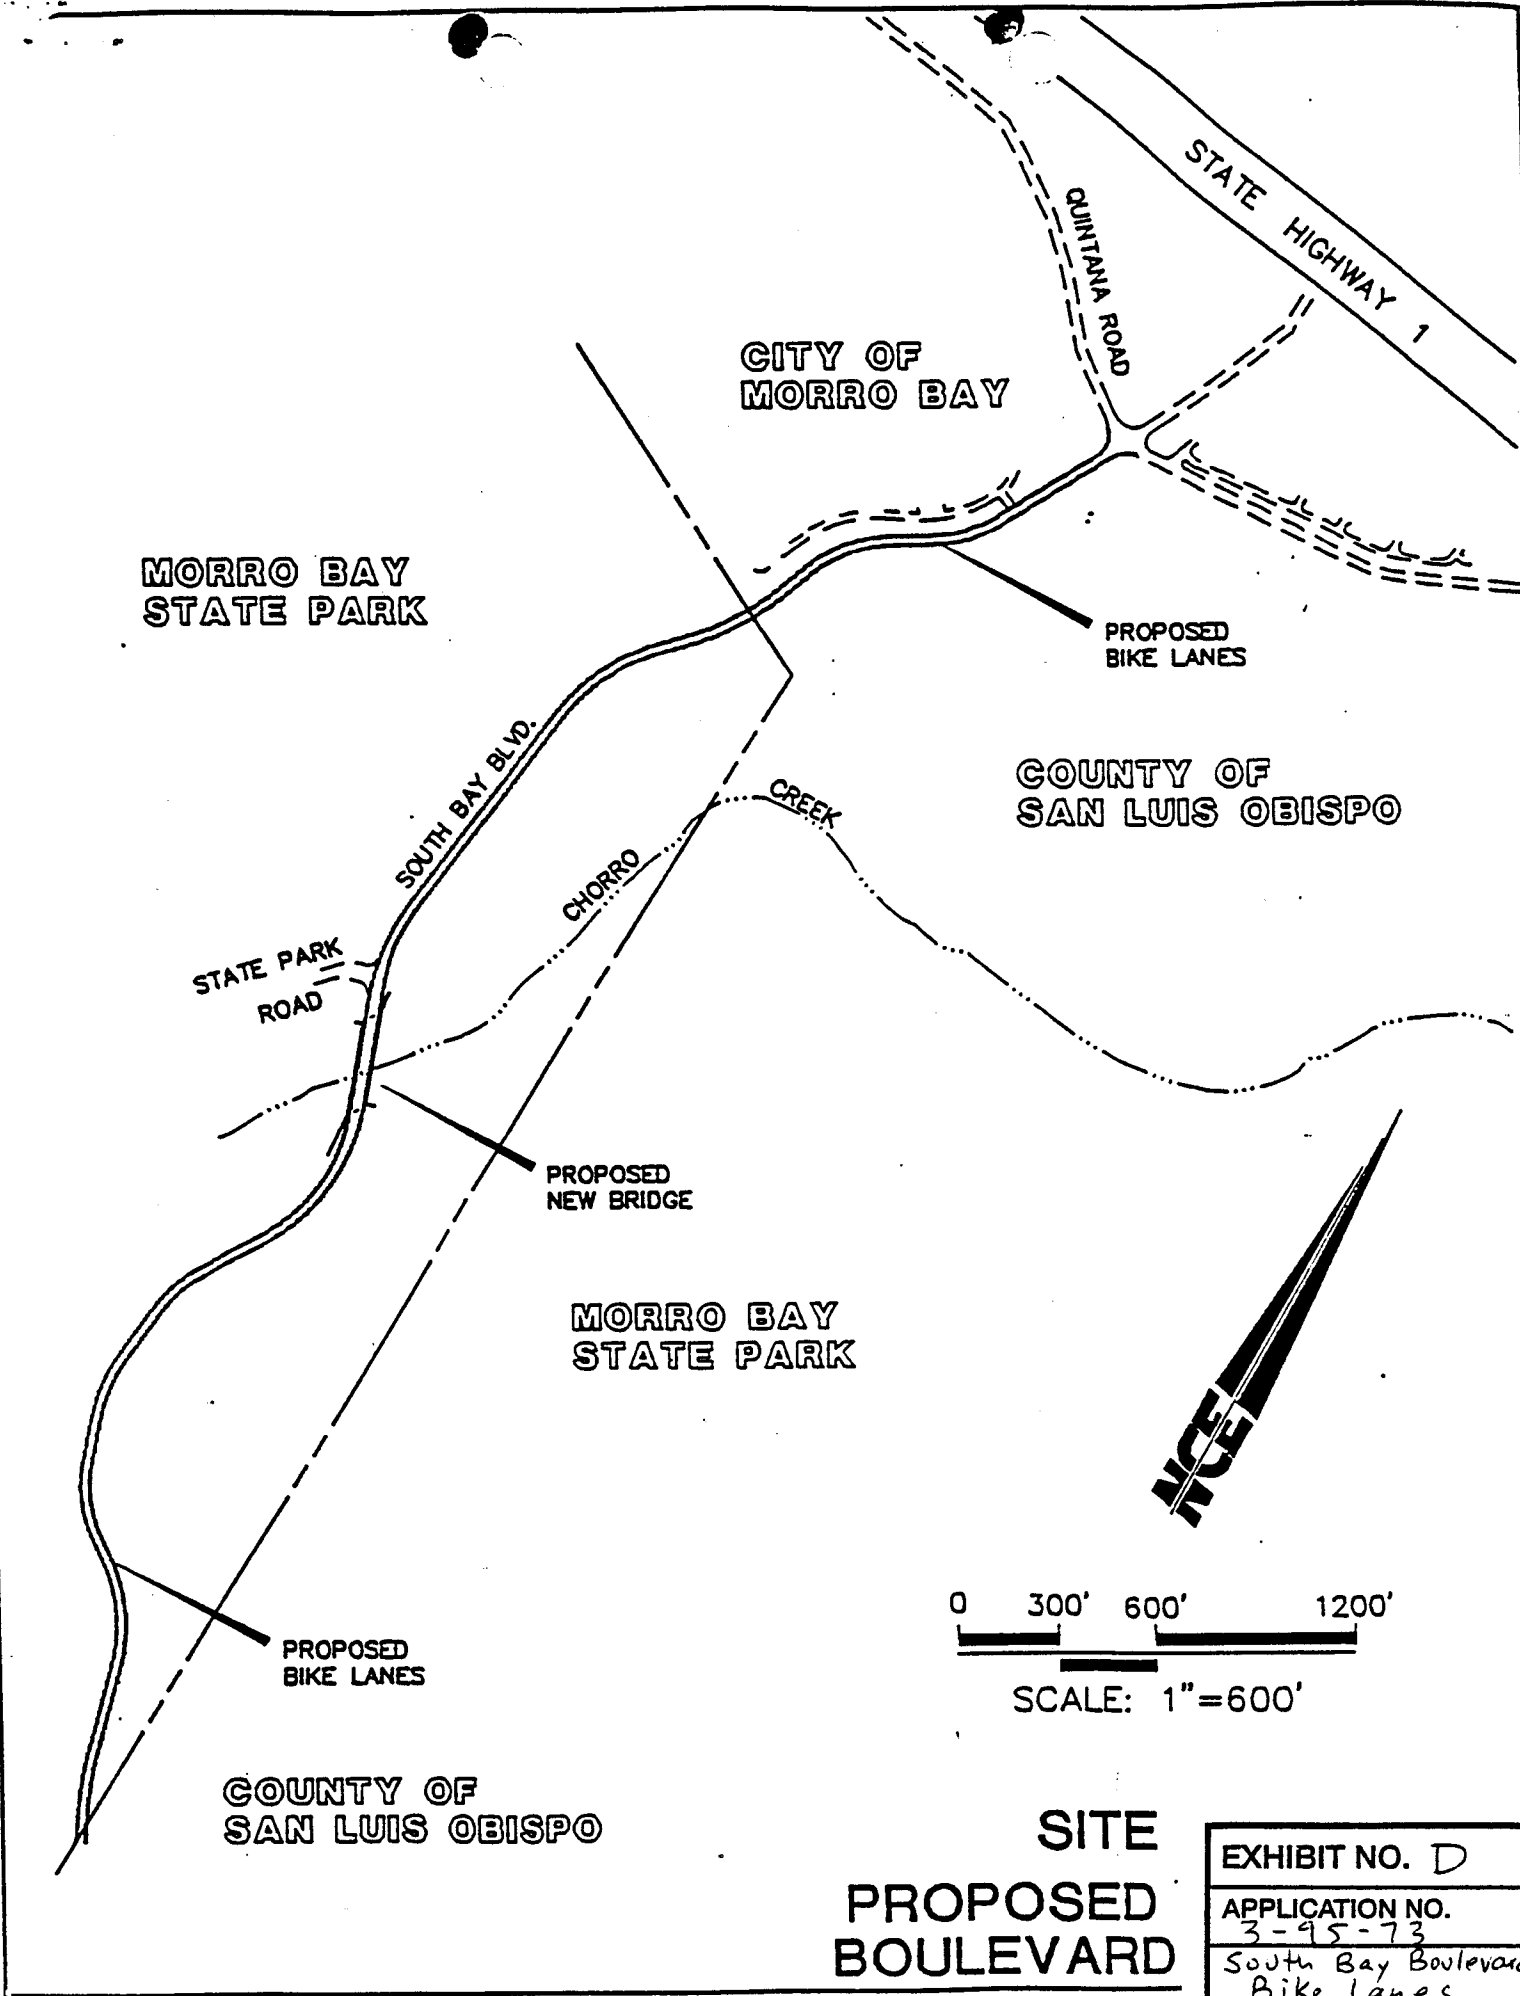 STATE HIGHWAY 1
QUINTANA ROAD
CITY OF
MORRO BAY
MORRO BAY
STATE PARK
PROPOSED
BIKE LANES
SOUTH BAY BLVD.
COUNTY OF
SAN LUIS OBISPO
CHORRO CREEK
STATE PARK
ROAD
PROPOSED
NEW BRIDGE
MORRO BAY
STATE PARK
NCE
0 300' 600' 1200'
SCALE: 1"=600'
PROPOSED
BIKE LANES
COUNTY OF
SAN LUIS OBISPO
SITE
PROPOSED
BOULEVARD
EXHIBIT NO. D
APPLICATION NO.
3-95-73
South Bay Boulevard
Bike Lanes